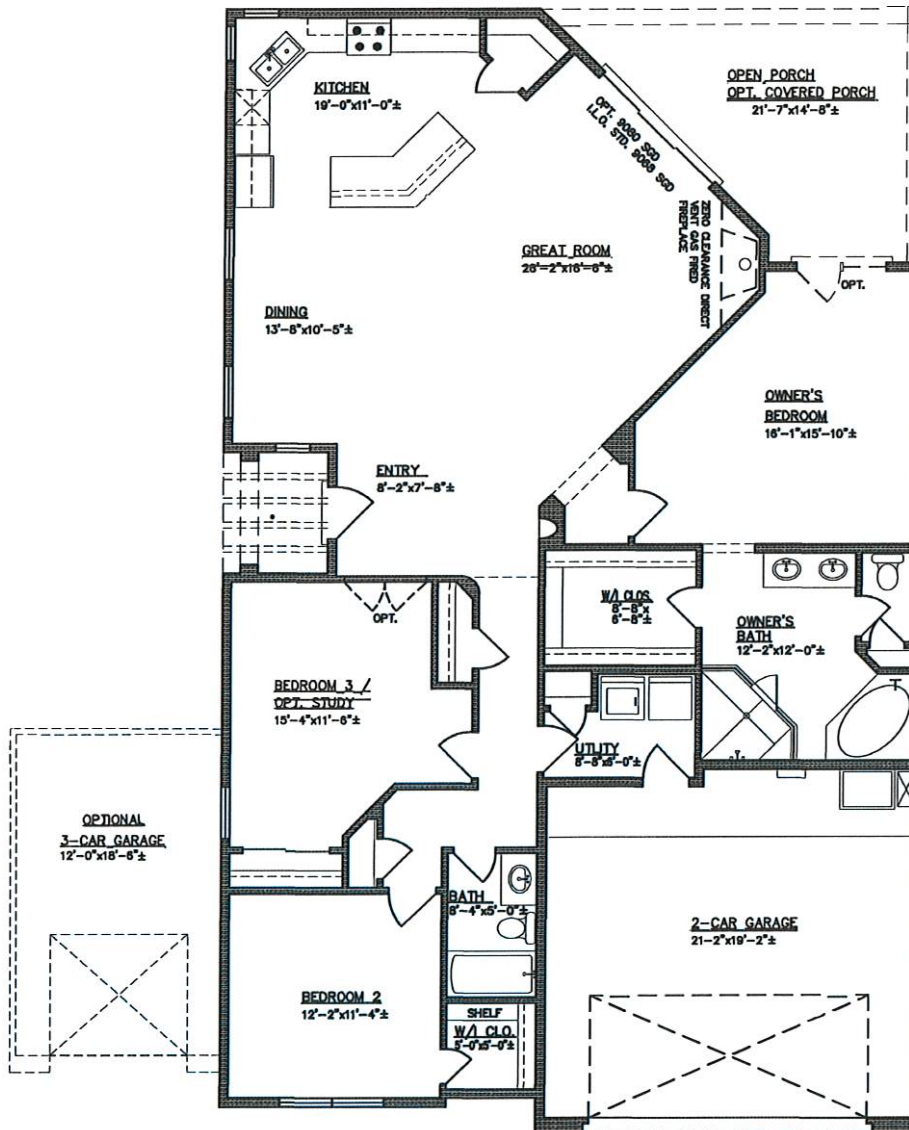 KITCHEN
19'-0"x11'-0"±
OPEN PORCH
OPT. COVERED PORCH
21'-7"x14'-8"±
OPT. 9080 SGD
I.L.O. STD. 9068 SGD
ZERO CLEARANCE DIRECT
VENT GAS FIRED
FIREPLACE
GREAT ROOM
26'=2"x16'=6"±
OPT.
DINING
13'-8"x10'-5"±
OWNER'S
BEDROOM
16'-1"x15'-10"±
ENTRY
8'-2"x7'-8"±
W/I CLOS.
8'-8"x
6'-8"±
OPT.
OWNER'S
BATH
12'-2"x12'-0"±
BEDROOM 3 /
OPT. STUDY
15'-4"x11'-6"±
UTILITY
8'-8"x6'-0"±
OPTIONAL
3-CAR GARAGE
12'-0"x18'-6"±
BATH
8'-4"x5'-0"±
2-CAR GARAGE
21-2"x19'-2"±
BEDROOM 2
12'-2"x11'-4"±
SHELF
W/I CLO.
5'-0"x5'-0"±